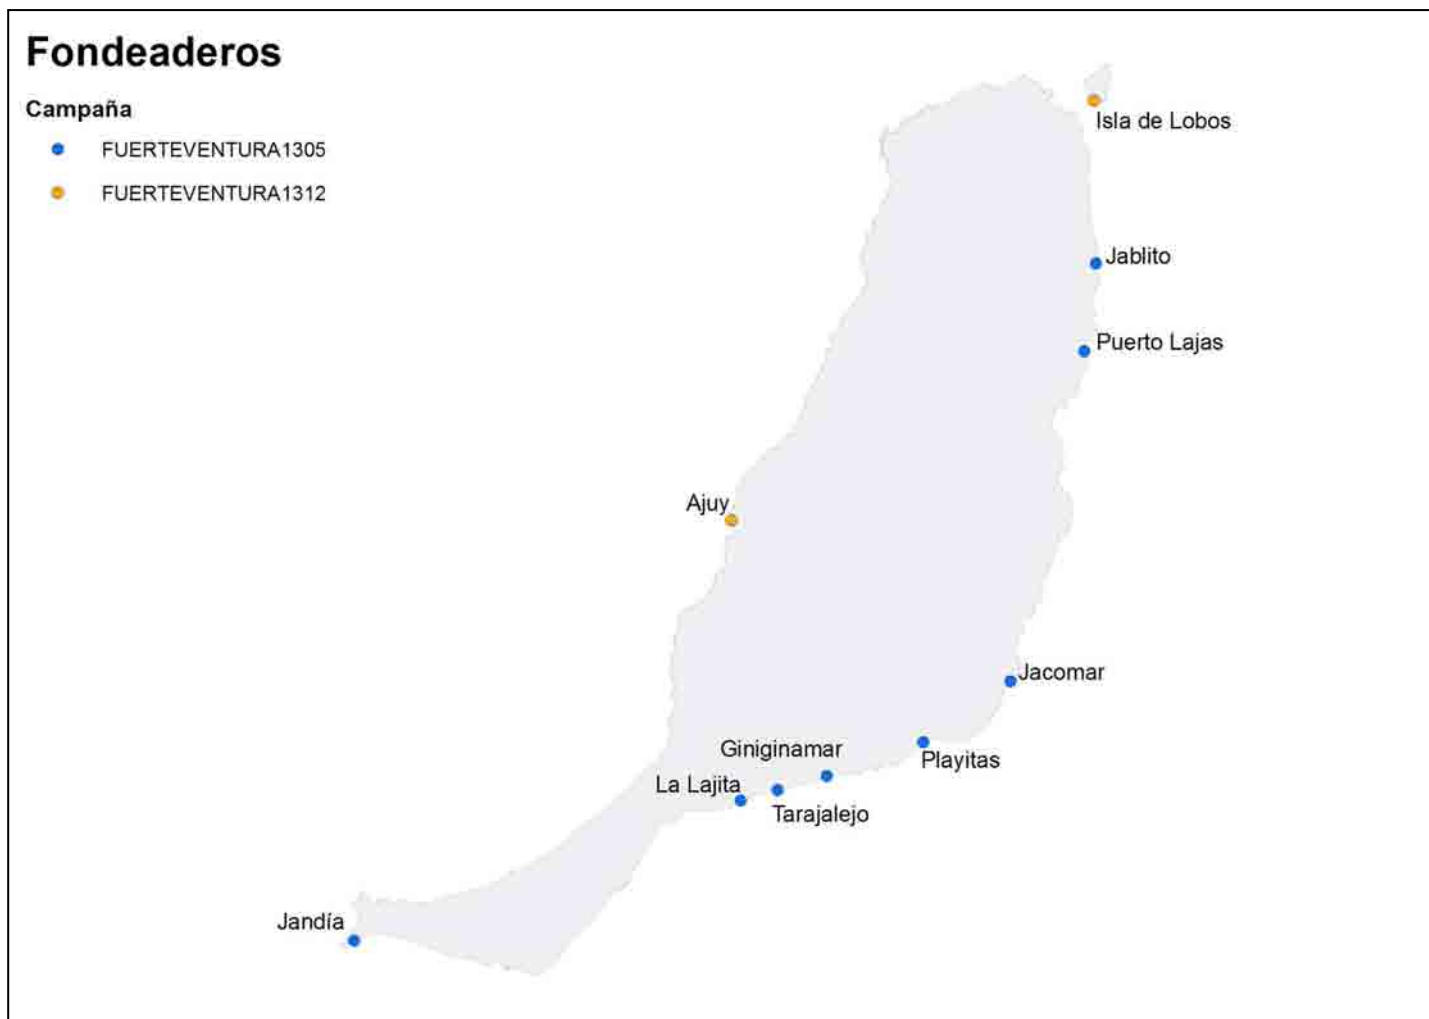 Fondeaderos
Campaña
FUERTEVENTURA1305
FUERTEVENTURA1312
Isla de Lobos
Jablito
Puerto Lajas
Ajuy
Jacomar
Giniginamar
Playitas
La Lajita
Tarajalejo
Jandía